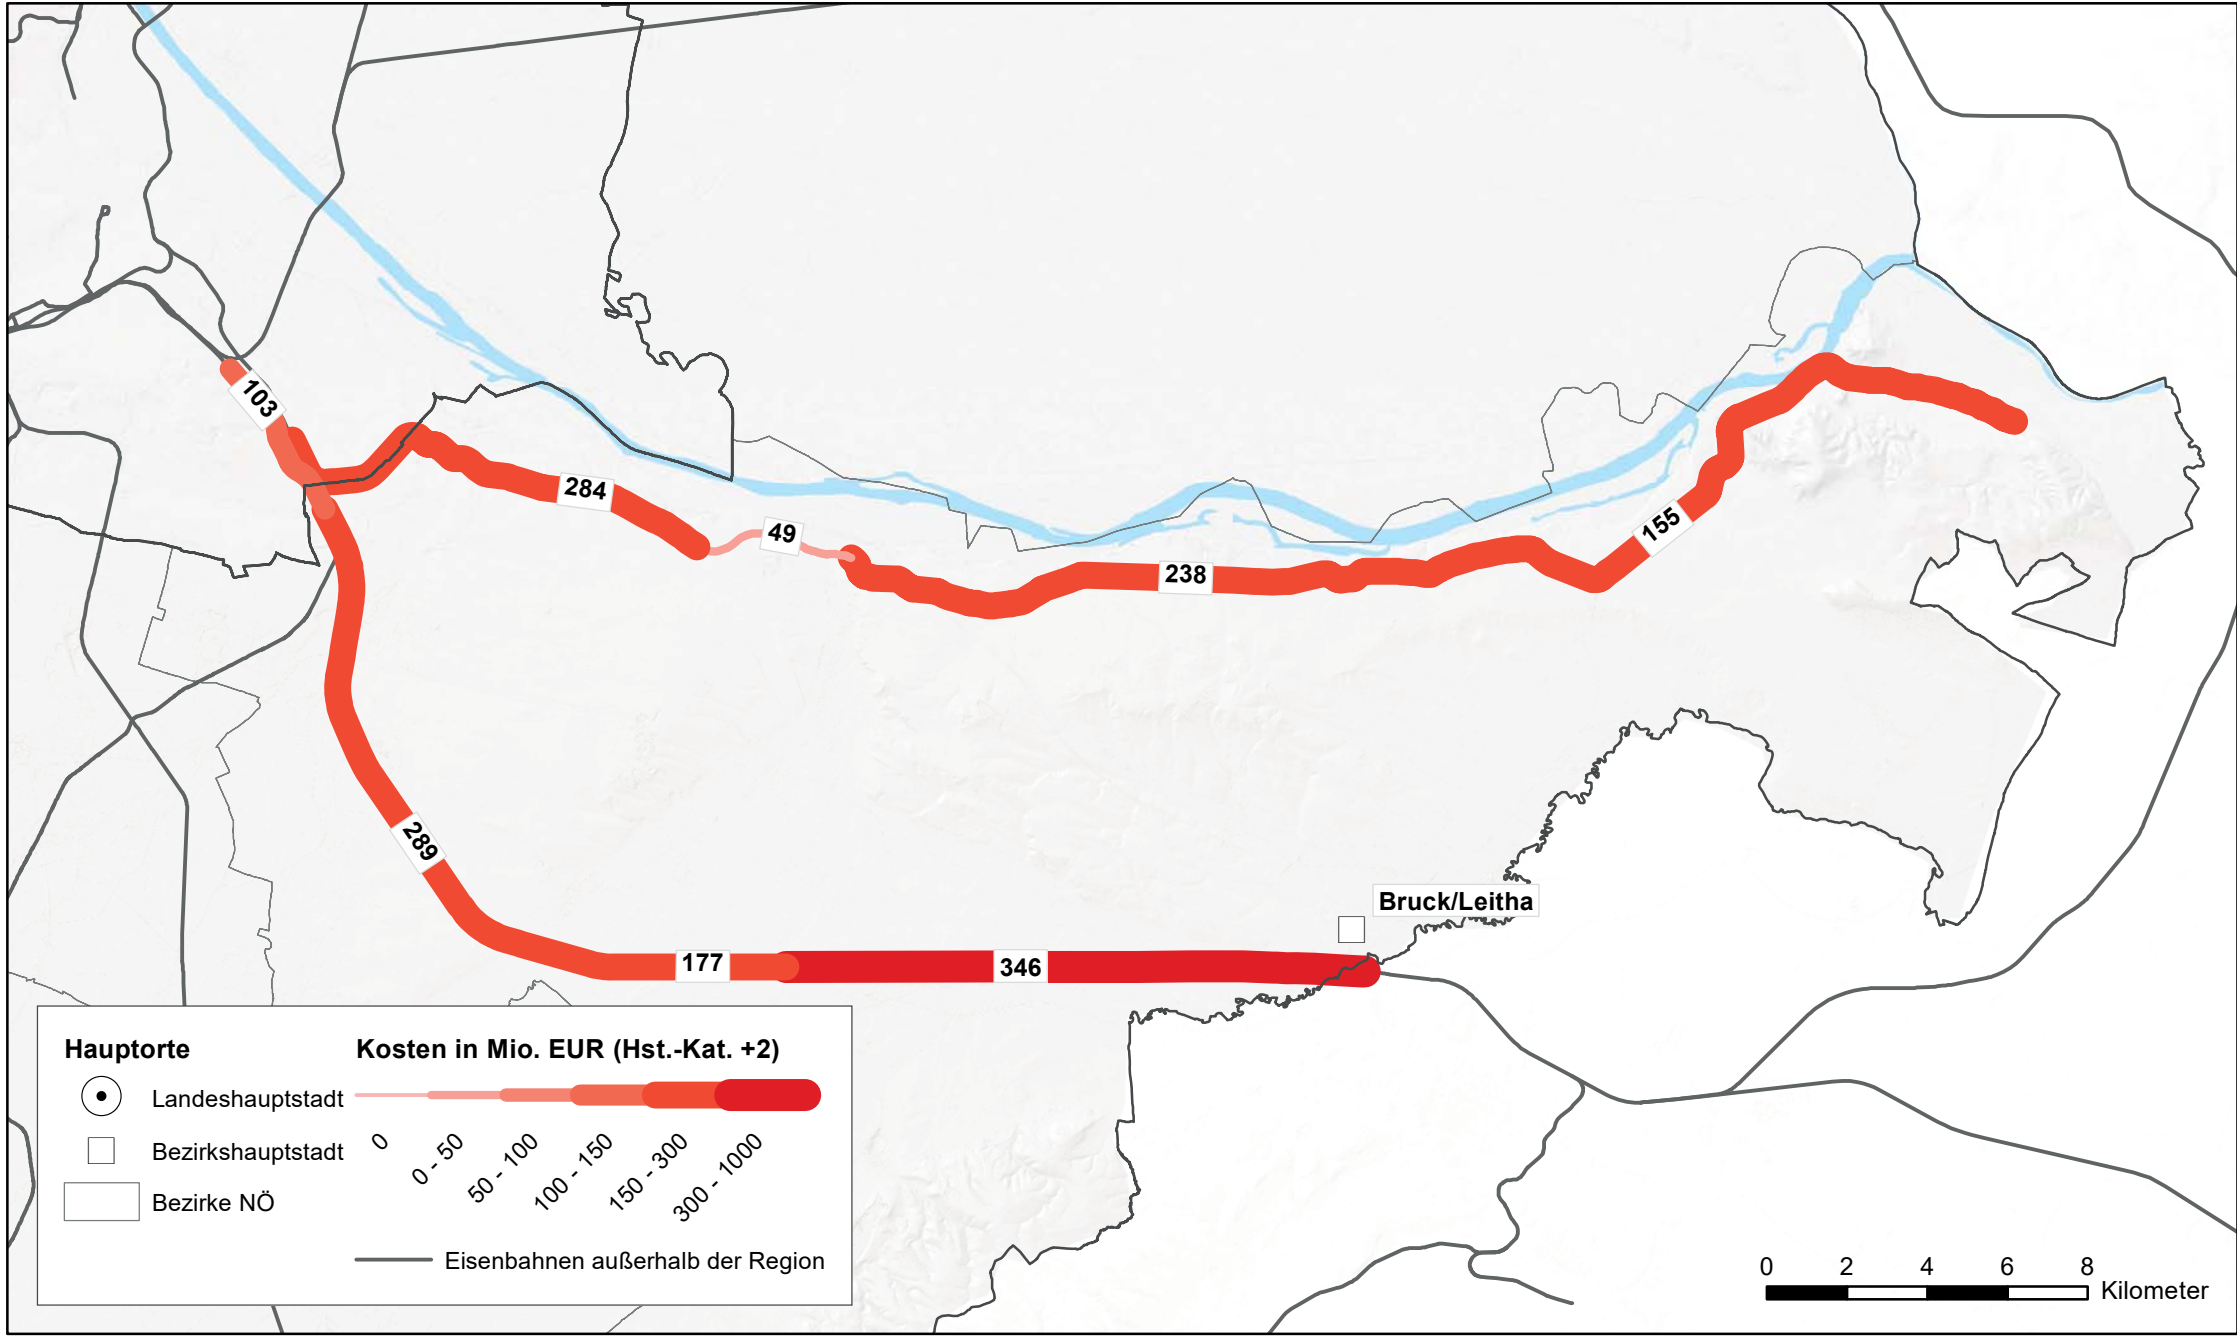 103
284
49
238
155
289
177
346
Bruck/Leitha
Hauptorte
Landeshauptstadt
Bezirkshauptstadt
Bezirke NÖ
Kosten in Mio. EUR (Hst.-Kat. +2)
0
0 - 50
50 - 100
100 - 150
150 - 300
300 - 1000
Eisenbahnen außerhalb der Region
0 2 4 6 8
Kilometer